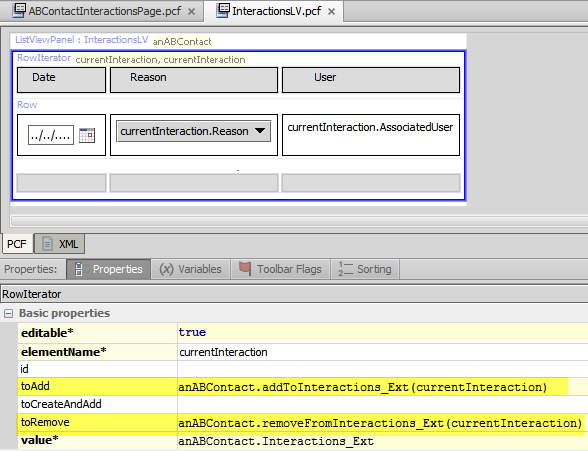 ABContactInteractionsPage.pcf × InteractionsLV.pcf ×
ListViewPanel : InteractionsLV anABContact
RowIterator currentInteraction, currentInteraction
Date Reason User
Row
../../.... currentInteraction.Reason currentInteraction.AssociatedUser
PCF XML
Properties: Properties (x) Variables Toolbar Flags Sorting
RowIterator
Basic properties
editable* true
elementName* currentInteraction
id
toAdd anABContact.addToInteractions_Ext(currentInteraction)
toCreateAndAdd
toRemove anABContact.removeFromInteractions_Ext(currentInteraction)
value* anABContact.Interactions_Ext